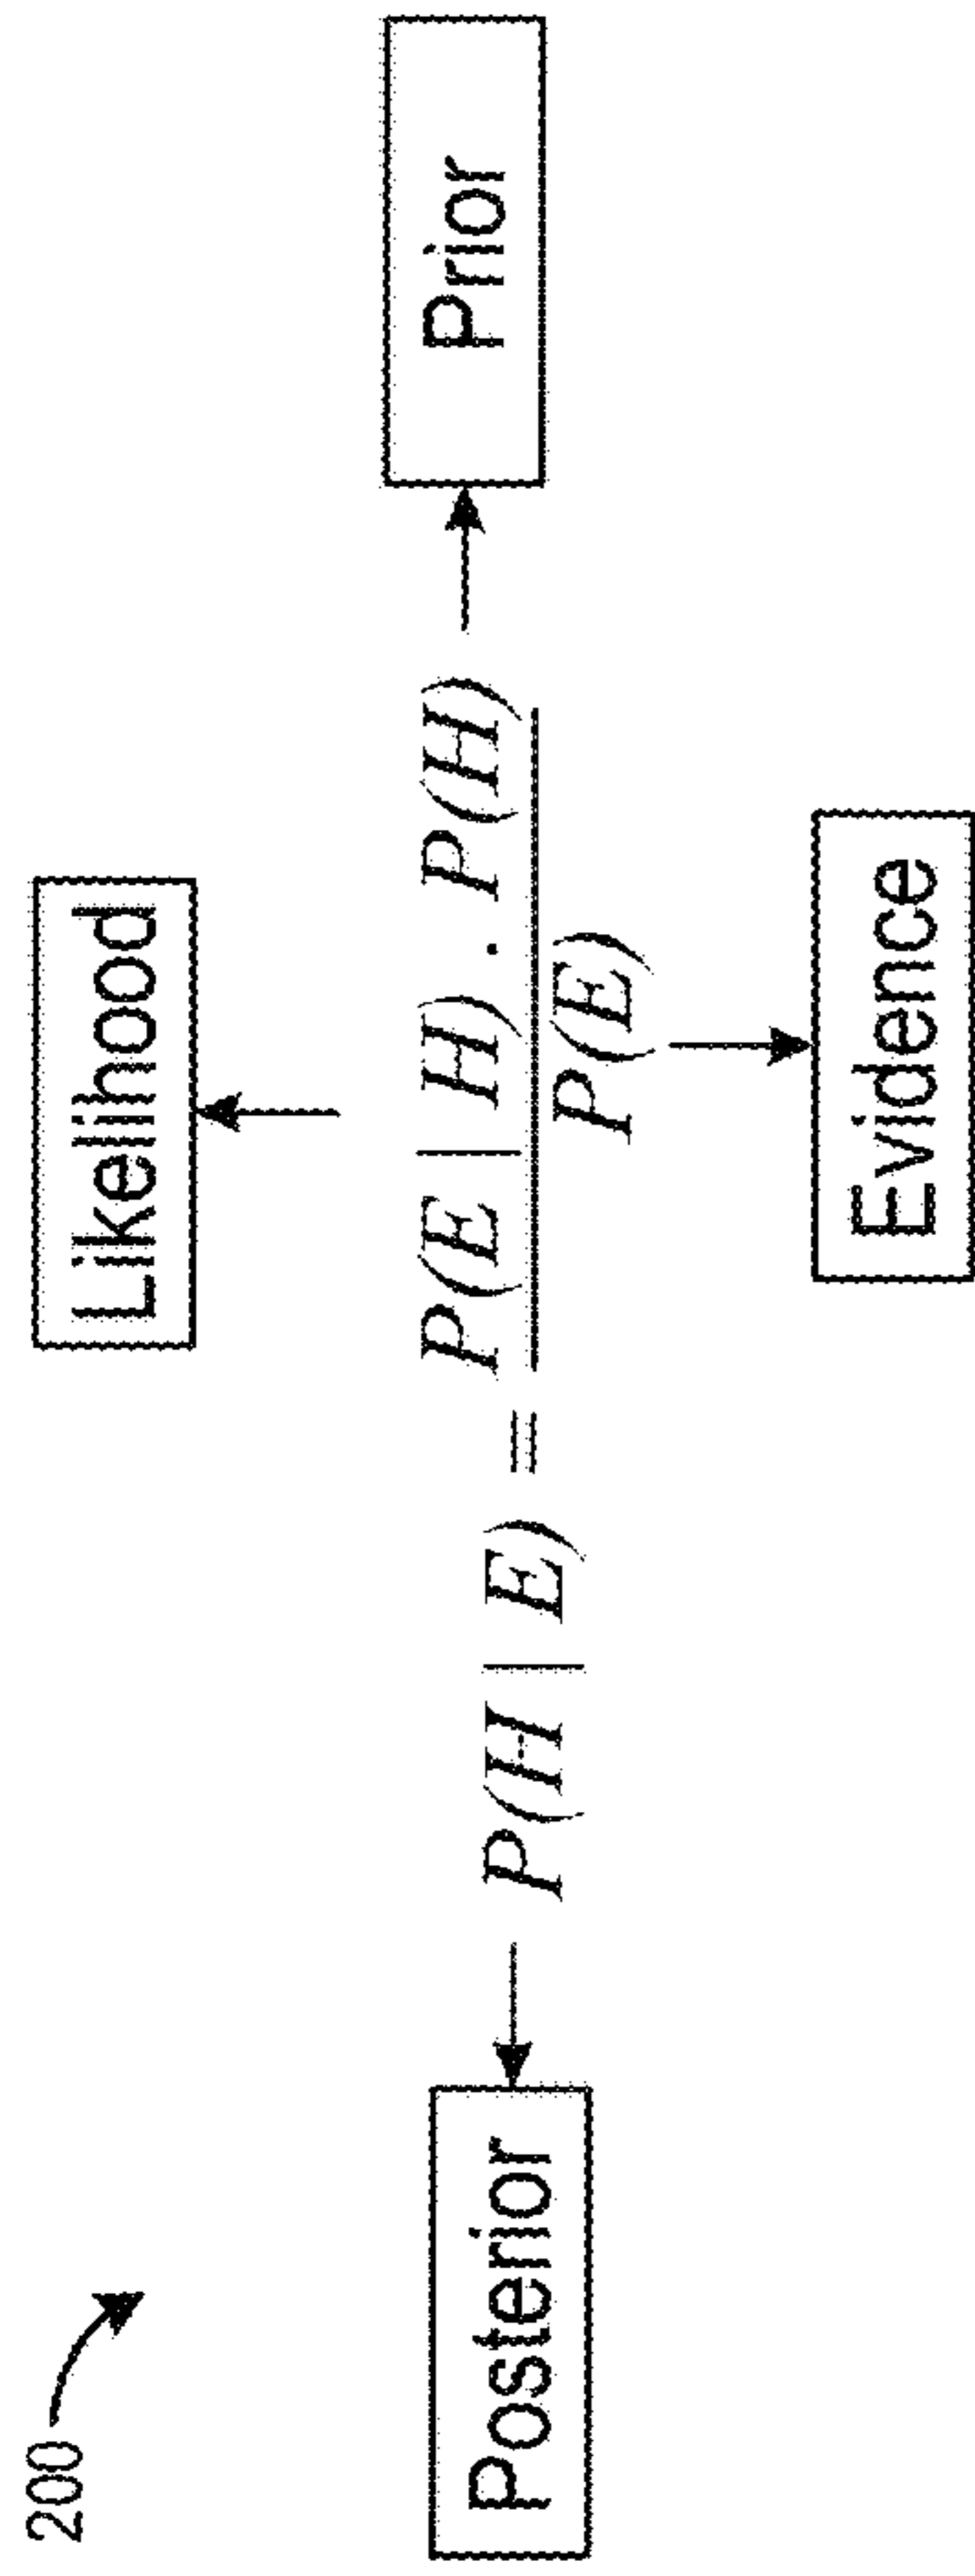 200
Likelihood
Posterior
P(H | E) = P(E | H) . P(H)
P(E)
Prior
Evidence